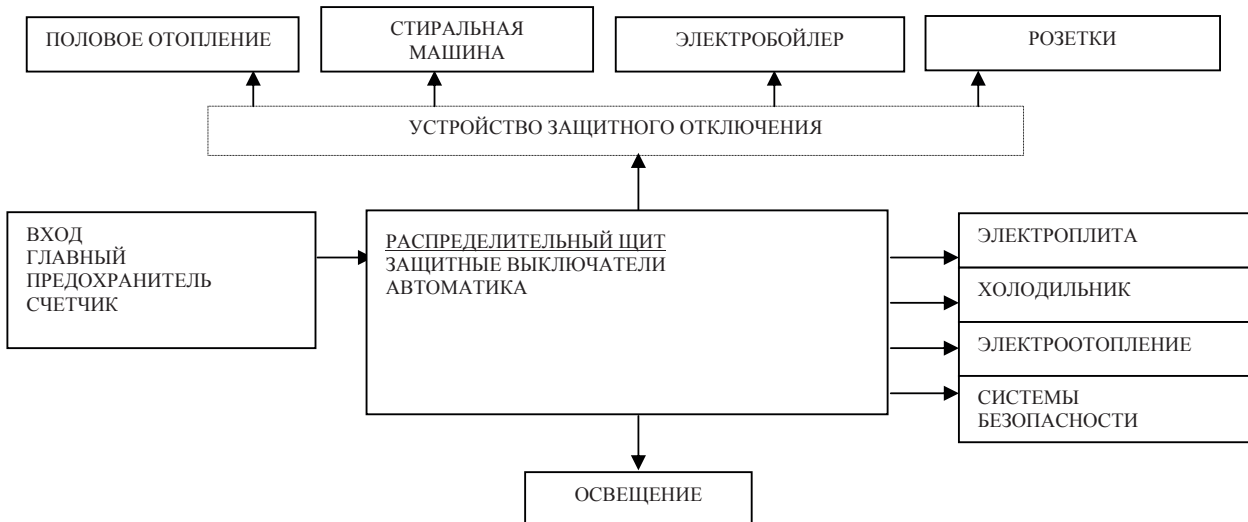 ПОЛОВОЕ ОТОПЛЕНИЕ
СТИРАЛЬНАЯ
МАШИНА
ЭЛЕКТРОБОЙЛЕР
РОЗЕТКИ
УСТРОЙСТВО ЗАЩИТНОГО ОТКЛЮЧЕНИЯ
ВХОД
ГЛАВНЫЙ
ПРЕДОХРАНИТЕЛЬ
СЧЕТЧИК
РАСПРЕДЕЛИТЕЛЬНЫЙ ЩИТ
ЗАЩИТНЫЕ ВЫКЛЮЧАТЕЛИ
АВТОМАТИКА
ЭЛЕКТРОПЛИТА
ХОЛОДИЛЬНИК
ЭЛЕКТРООТОПЛЕНИЕ
СИСТЕМЫ
БЕЗОПАСНОСТИ
ОСВЕЩЕНИЕ